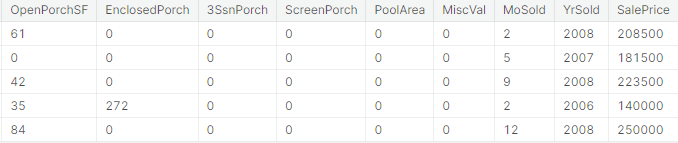 OpenPorchSF EnclosedPorch 3SsnPorch ScreenPorch PoolArea MiscVal MoSold YrSold SalePrice
61 0 0 0 0 0 2 2008 208500
0 0 0 0 0 0 5 2007 181500
42 0 0 0 0 0 9 2008 223500
35 272 0 0 0 0 2 2006 140000
84 0 0 0 0 0 12 2008 250000